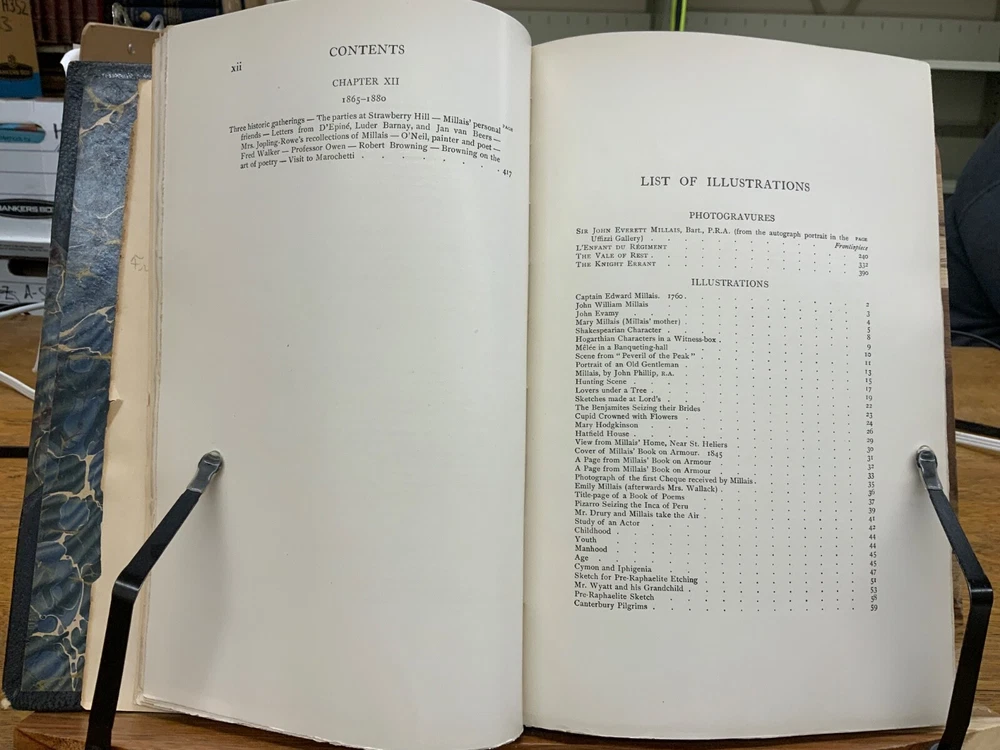 xii
CONTENTS
CHAPTER XII
1865–1880
PAGE
Three historic gatherings — The parties at Strawberry Hill — Millais' personal
friends — Letters from D'Epiné, Luder Barnay, and Jan van Beers —
Mrs. Jopling-Rowe's recollections of Millais — O'Neil, painter and poet —
Fred Walker — Professor Owen — Robert Browning — Browning on the
art of poetry — Visit to Marochetti . . . . . . 417
LIST OF ILLUSTRATIONS
PHOTOGRAVURES
PAGE
SIR JOHN EVERETT MILLAIS, Bart., P.R.A. (from the autograph portrait in the
Uffizzi Gallery) . . . . . . Frontispiece
L'ENFANT DU RÉGIMENT . . . . . . 240
THE VALE OF REST . . . . . . 332
THE KNIGHT ERRANT . . . . . . 390
ILLUSTRATIONS
Captain Edward Millais. 1760 . . . . . . 2
John William Millais . . . . . . 3
John Evamy . . . . . . 4
Mary Millais (Millais' mother) . . . . . . 5
Shakespearian Character . . . . . . 8
Hogarthian Characters in a Witness-box . . . . . . 9
Mêlée in a Banqueting-hall . . . . . . 10
Scene from "Peveril of the Peak" . . . . . . 11
Portrait of an Old Gentleman . . . . . . 13
Millais, by John Phillip, R.A. . . . . . . 15
Hunting Scene . . . . . . 17
Lovers under a Tree . . . . . . 19
Sketches made at Lord's . . . . . . 22
The Benjamites Seizing their Brides . . . . . . 23
Cupid Crowned with Flowers . . . . . . 24
Mary Hodgkinson . . . . . . 26
Hatfield House . . . . . . 29
View from Millais' Home, Near St. Heliers . . . . . . 30
Cover of Millais' Book on Armour. 1845 . . . . . . 31
A Page from Millais' Book on Armour . . . . . . 32
A Page from Millais' Book on Armour . . . . . . 33
Photograph of the first Cheque received by Millais . . . . . . 35
Emily Millais (afterwards Mrs. Wallack) . . . . . . 36
Title-page of a Book of Poems . . . . . . 37
Pizarro Seizing the Inca of Peru . . . . . . 39
Mr. Drury and Millais take the Air . . . . . . 41
Study of an Actor . . . . . . 42
Childhood . . . . . . 44
Youth . . . . . . 44
Manhood . . . . . . 45
Age . . . . . . 45
Cymon and Iphigenia . . . . . . 47
Sketch for Pre-Raphaelite Etching . . . . . . 51
Mr. Wyatt and his Grandchild . . . . . . 53
Pre-Raphaelite Sketch . . . . . . 58
Canterbury Pilgrims . . . . . . 59